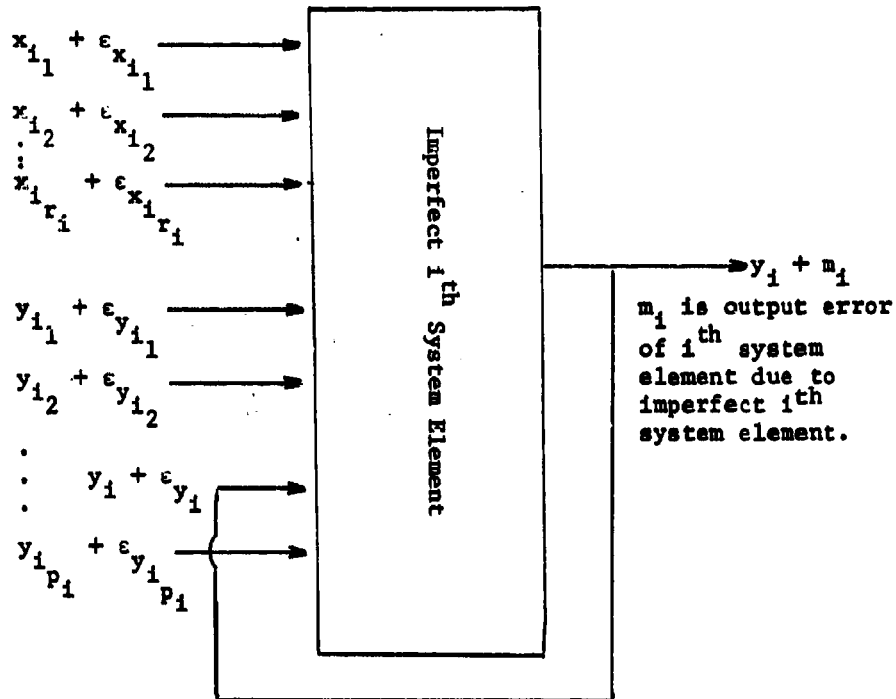 x_{i_1} + ε_{x_{i_1}}
x_{i_2} + ε_{x_{i_2}}
⋮
x_{i_{r_i}} + ε_{x_{i_{r_i}}}
y_{i_1} + ε_{y_{i_1}}
y_{i_2} + ε_{y_{i_2}}
⋮
y_i + ε_{y_i}
y_{i_{p_i}} + ε_{y_{i_{p_i}}}
Imperfect i^{th} System Element
y_i + m_i
m_i is output error
of i^{th} system
element due to
imperfect i^{th}
system element.